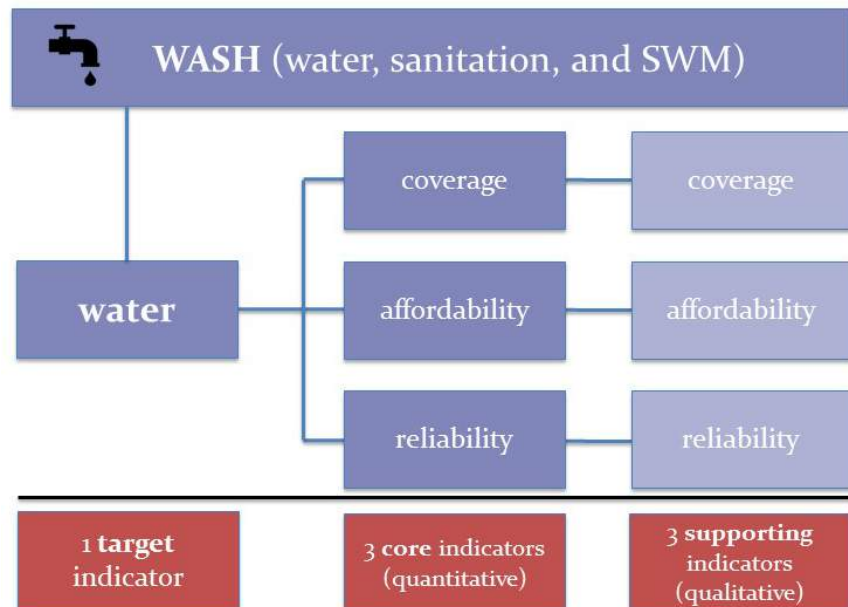 WASH (water, sanitation, and SWM)
coverage
coverage
water
affordability
affordability
reliability
reliability
1 target
indicator
3 core indicators
(quantitative)
3 supporting
indicators
(qualitative)